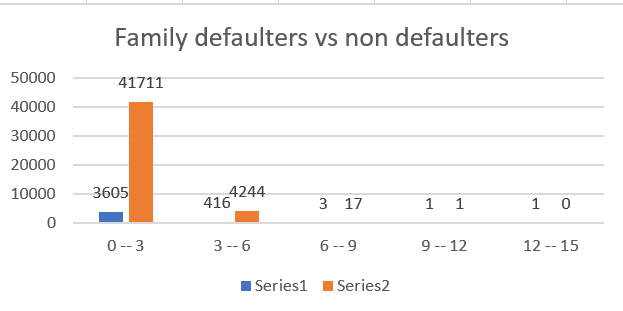 Family defaulters vs non defaulters
50000
40000
30000
20000
10000
0
3605
41711
416
4244
3
17
1
1
1
0
0 -- 3
3 -- 6
6 -- 9
9 -- 12
12 -- 15
Series1
Series2